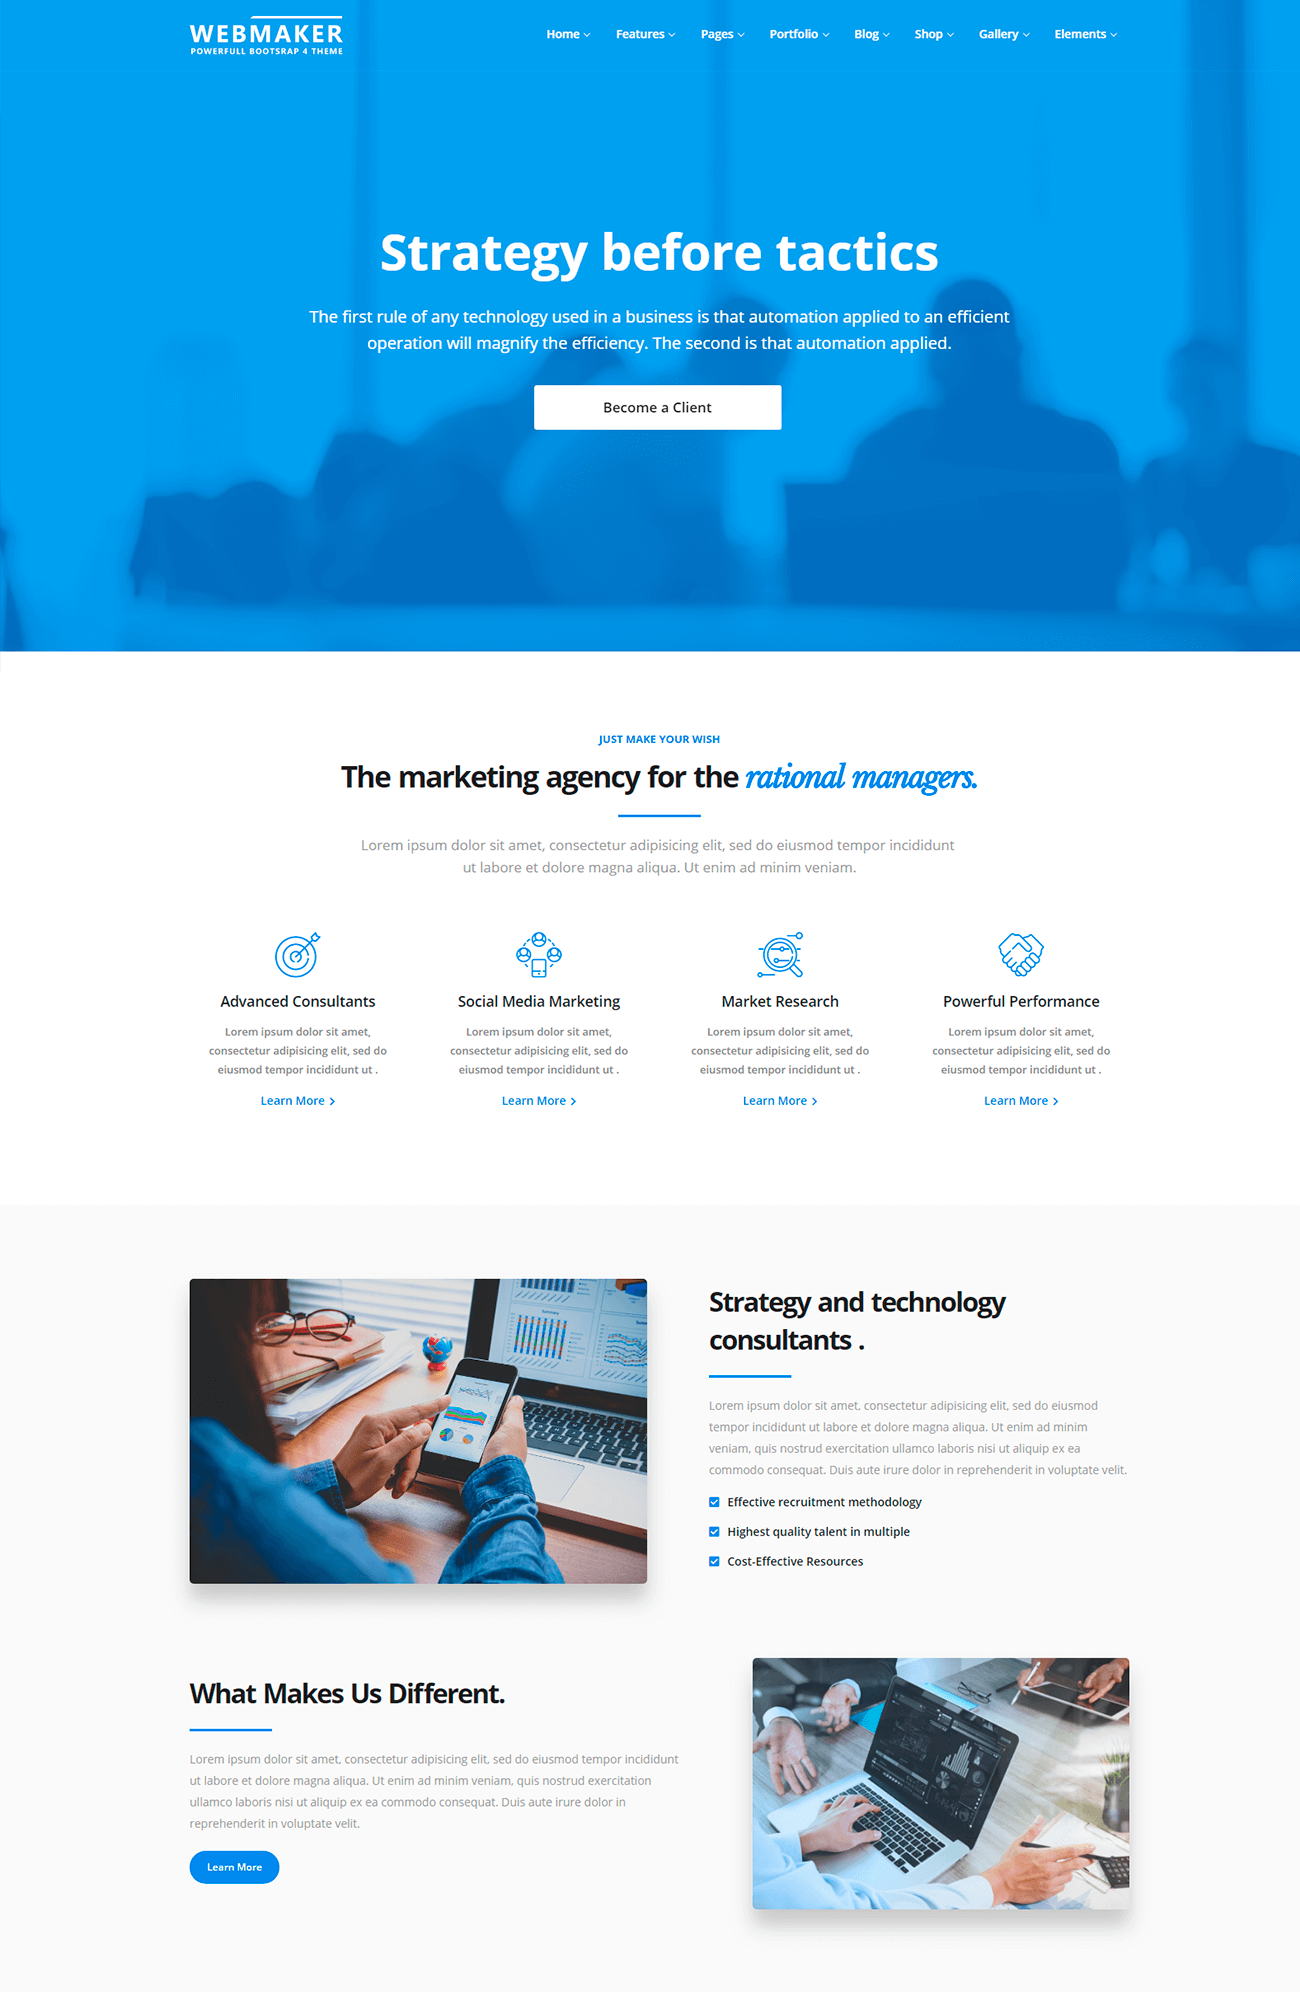 WEBMAKER
POWERFULL BOOTSRAP 4 THEME
Home Features Pages Portfolio Blog Shop Gallery Elements
Strategy before tactics
The first rule of any technology used in a business is that automation applied to an efficient
operation will magnify the efficiency. The second is that automation applied.
Become a Client
JUST MAKE YOUR WISH
The marketing agency for the rational managers.
Lorem ipsum dolor sit amet, consectetur adipisicing elit, sed do eiusmod tempor incididunt
ut labore et dolore magna aliqua. Ut enim ad minim veniam.
Advanced Consultants
Lorem ipsum dolor sit amet,
consectetur adipisicing elit, sed do
eiusmod tempor incididunt ut .
Learn More
Social Media Marketing
Lorem ipsum dolor sit amet,
consectetur adipisicing elit, sed do
eiusmod tempor incididunt ut .
Learn More
Market Research
Lorem ipsum dolor sit amet,
consectetur adipisicing elit, sed do
eiusmod tempor incididunt ut .
Learn More
Powerful Performance
Lorem ipsum dolor sit amet,
consectetur adipisicing elit, sed do
eiusmod tempor incididunt ut .
Learn More
Summary
Strategy and technology
consultants .
Lorem ipsum dolor sit amet, consectetur adipisicing elit, sed do eiusmod
tempor incididunt ut labore et dolore magna aliqua. Ut enim ad minim
veniam, quis nostrud exercitation ullamco laboris nisi ut aliquip ex ea
commodo consequat. Duis aute irure dolor in reprehenderit in voluptate velit.
Effective recruitment methodology
Highest quality talent in multiple
Cost-Effective Resources
What Makes Us Different.
Lorem ipsum dolor sit amet, consectetur adipisicing elit, sed do eiusmod tempor incididunt
ut labore et dolore magna aliqua. Ut enim ad minim veniam, quis nostrud exercitation
ullamco laboris nisi ut aliquip ex ea commodo consequat. Duis aute irure dolor in
reprehenderit in voluptate velit.
Learn More